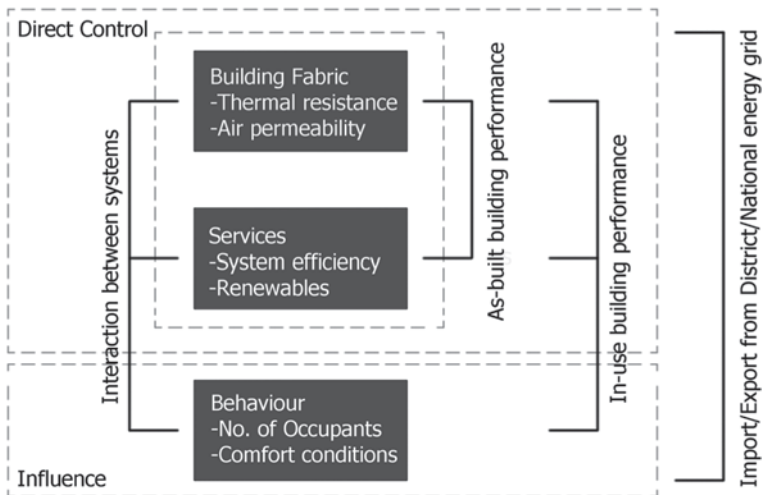 Direct Control
Building Fabric
-Thermal resistance
-Air permeability
Services
-System efficiency
-Renewables
Behaviour
-No. of Occupants
-Comfort conditions
Influence
Interaction between systems
As-built building performance
In-use building performance
Import/Export from District/National energy grid